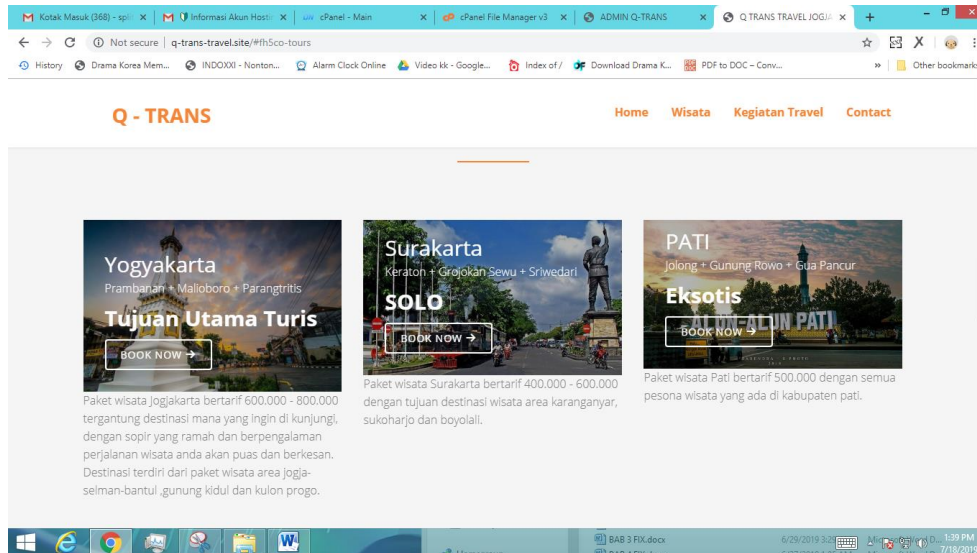 Kotak Masuk (368) - spli
Informasi Akun Hosti
cPanel - Main
cPanel File Manager v3
ADMIN Q-TRANS
Q TRANS TRAVEL JOGJA
Not secure | q-trans-travel.site/#fh5co-tours
History
Drama Korea Mem...
INDOXXI - Nonton...
Alarm Clock Online
Video kk - Google...
Index of /
Download Drama K...
PDF to DOC – Conv...
»
Other bookmarks
Q - TRANS
Home
Wisata
Kegiatan Travel
Contact
Yogyakarta
Prambanan + Malioboro + Parangtritis
Tujuan Utama Turis
BOOK NOW →
Paket wisata Jogjakarta bertarif 600.000 - 800.000
tergantung destinasi mana yang ingin di kunjungi,
dengan sopir yang ramah dan berpengalaman
perjalanan wisata anda akan puas dan berkesan.
Destinasi terdiri dari paket wisata area jogja-
selman-bantul ,gunung kidul dan kulon progo.
Surakarta
Keraton + Grojokan Sewu + Sriwedari
SOLO
BOOK NOW →
Paket wisata Surakarta bertarif 400.000 - 600.000
dengan tujuan destinasi wisata area karanganyar,
sukoharjo dan boyolali.
PATI
Jolong + Gunung Rowo + Gua Pancur
Eksotis
ALUN-ALUN PATI
BOOK NOW →
Paket wisata Pati bertarif 500.000 dengan semua
pesona wisata yang ada di kabupaten pati.
BAB 3 FIX.docx
6/29/2019 3:29
1:39 PM
7/18/2019